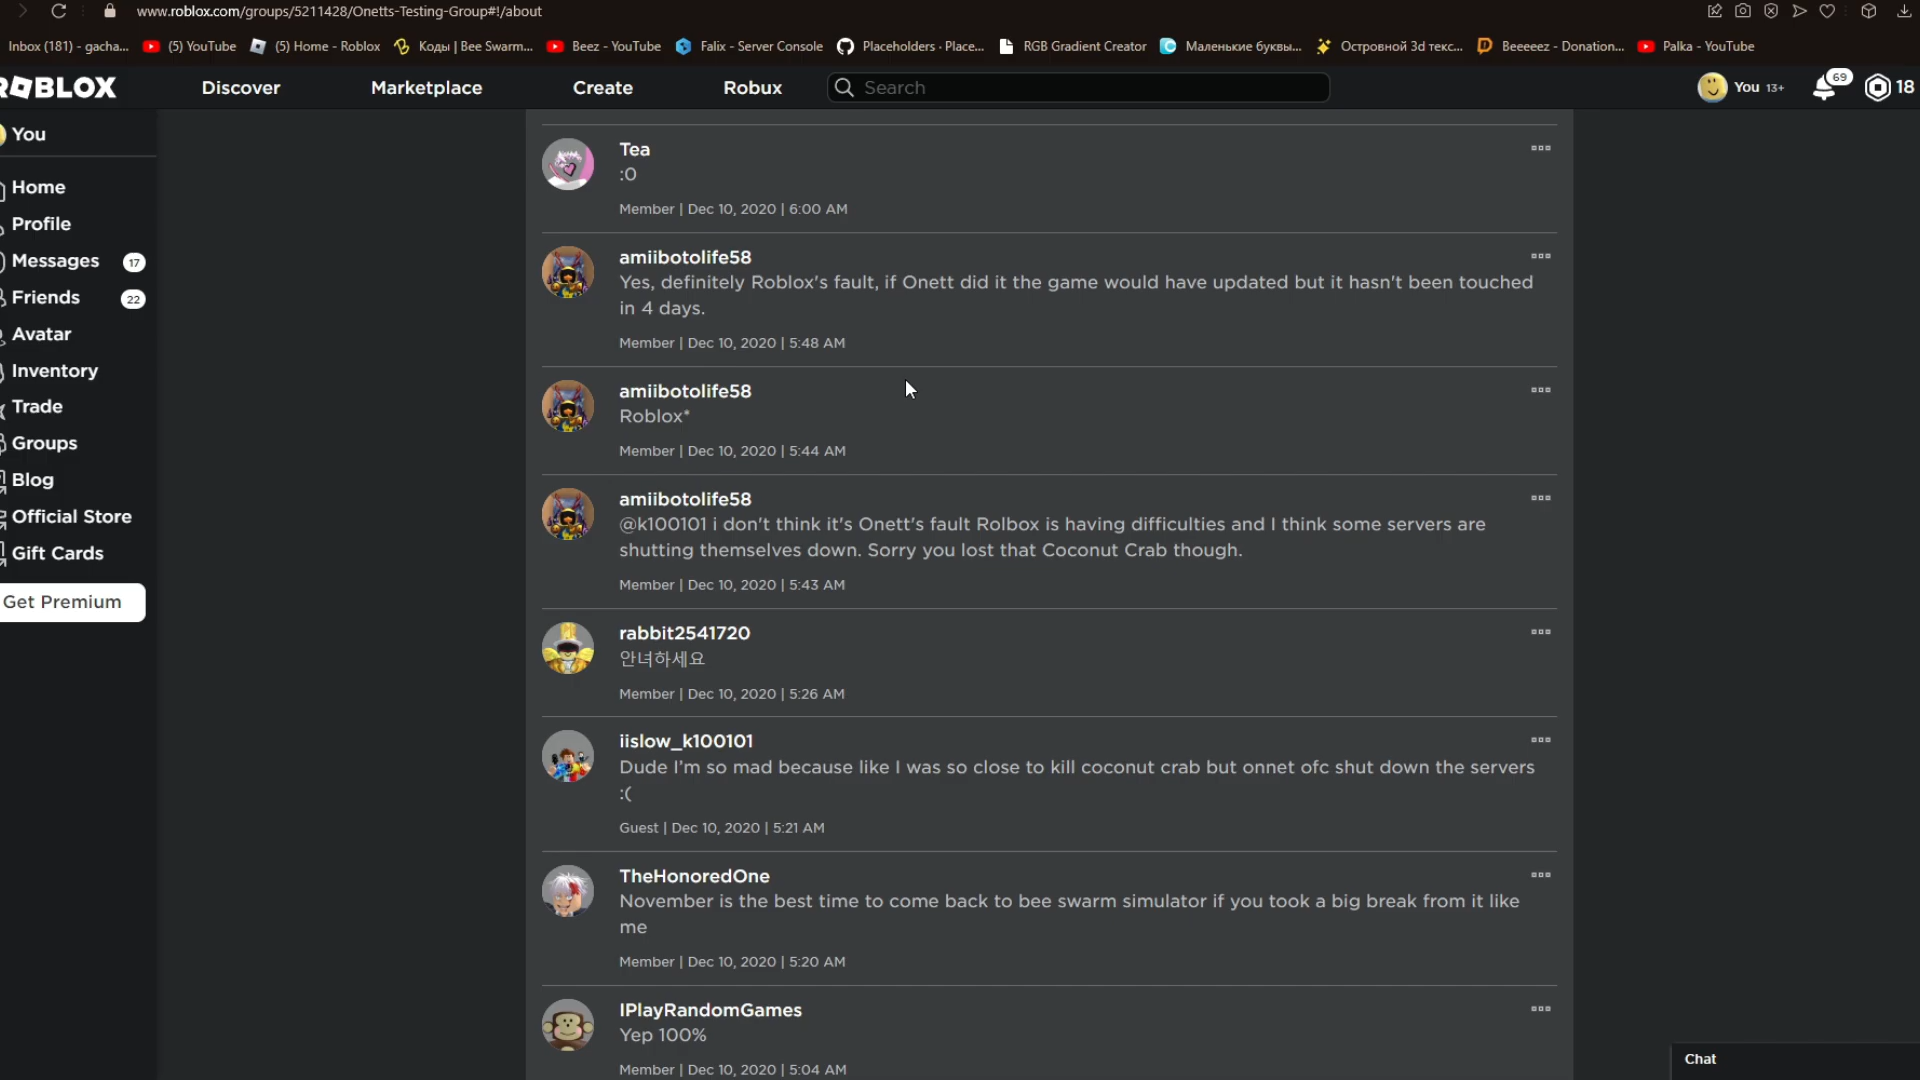 www.roblox.com/groups/5211428/Onetts-Testing-Group#!/about
Inbox (181) - gacha... (5) YouTube (5) Home - Roblox Коды | Bee Swarm... Beez - YouTube Falix - Server Console Placeholders · Place... RGB Gradient Creator Маленькие буквы... Островной 3d текс... Beeeeez - Donation... Palka - YouTube
ROBLOX Discover Marketplace Create Robux Search You 13+ 69 18
You
Home
Profile
Messages 17
Friends 22
Avatar
Inventory
Trade
Groups
Blog
Official Store
Gift Cards
Get Premium
Tea
:0
Member | Dec 10, 2020 | 6:00 AM
amiibotolife58
Yes, definitely Roblox's fault, if Onett did it the game would have updated but it hasn't been touched
in 4 days.
Member | Dec 10, 2020 | 5:48 AM
amiibotolife58
Roblox*
Member | Dec 10, 2020 | 5:44 AM
amiibotolife58
@k100101 i don't think it's Onett's fault Rolbox is having difficulties and I think some servers are
shutting themselves down. Sorry you lost that Coconut Crab though.
Member | Dec 10, 2020 | 5:43 AM
rabbit2541720
안녀하세요
Member | Dec 10, 2020 | 5:26 AM
iislow_k100101
Dude I'm so mad because like I was so close to kill coconut crab but onnet ofc shut down the servers
:(
Guest | Dec 10, 2020 | 5:21 AM
TheHonoredOne
November is the best time to come back to bee swarm simulator if you took a big break from it like
me
Member | Dec 10, 2020 | 5:20 AM
IPlayRandomGames
Yep 100%
Member | Dec 10, 2020 | 5:04 AM
Chat